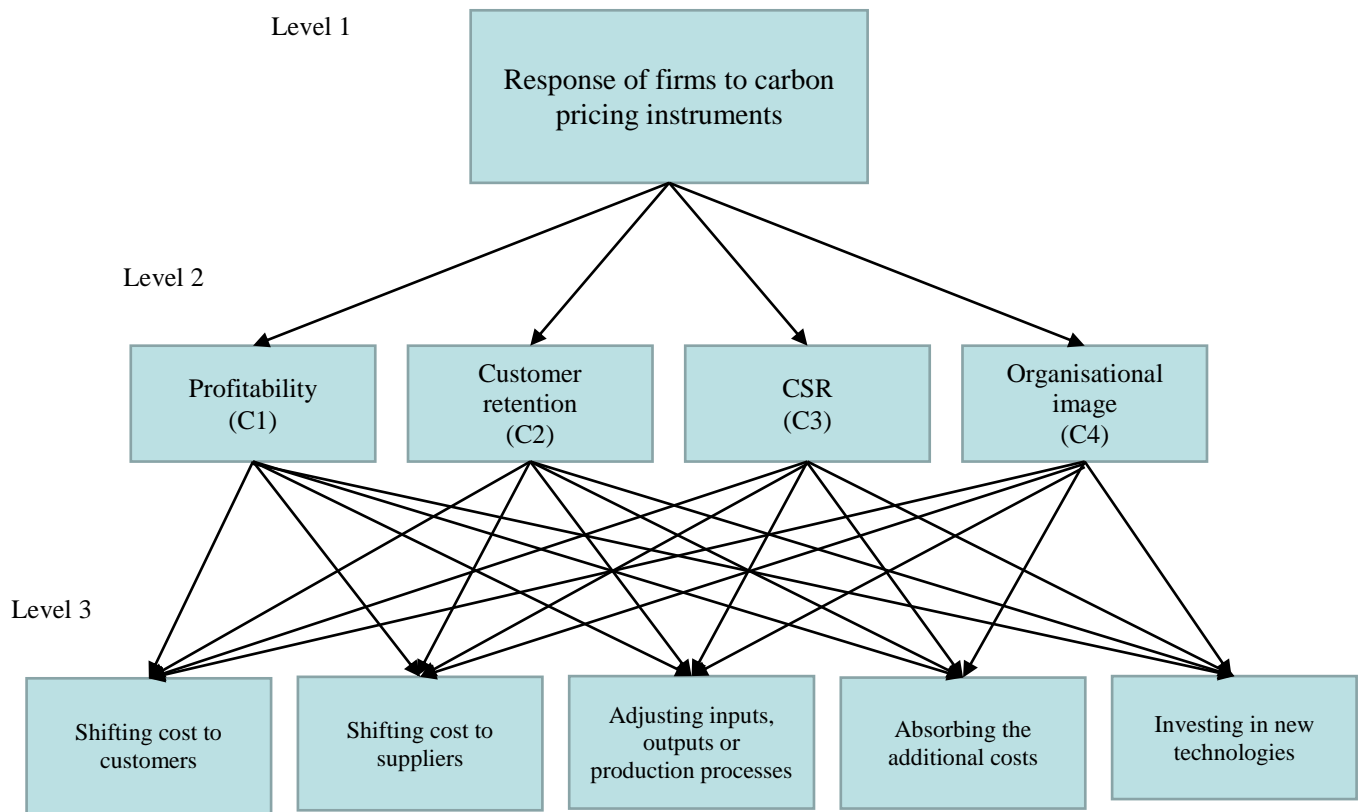 Level 1
Response of firms to carbon
pricing instruments
Level 2
Profitability
(C1)
Customer
retention
(C2)
CSR
(C3)
Organisational
image
(C4)
Level 3
Shifting cost to
customers
Shifting cost to
suppliers
Adjusting inputs,
outputs or
production processes
Absorbing the
additional costs
Investing in new
technologies